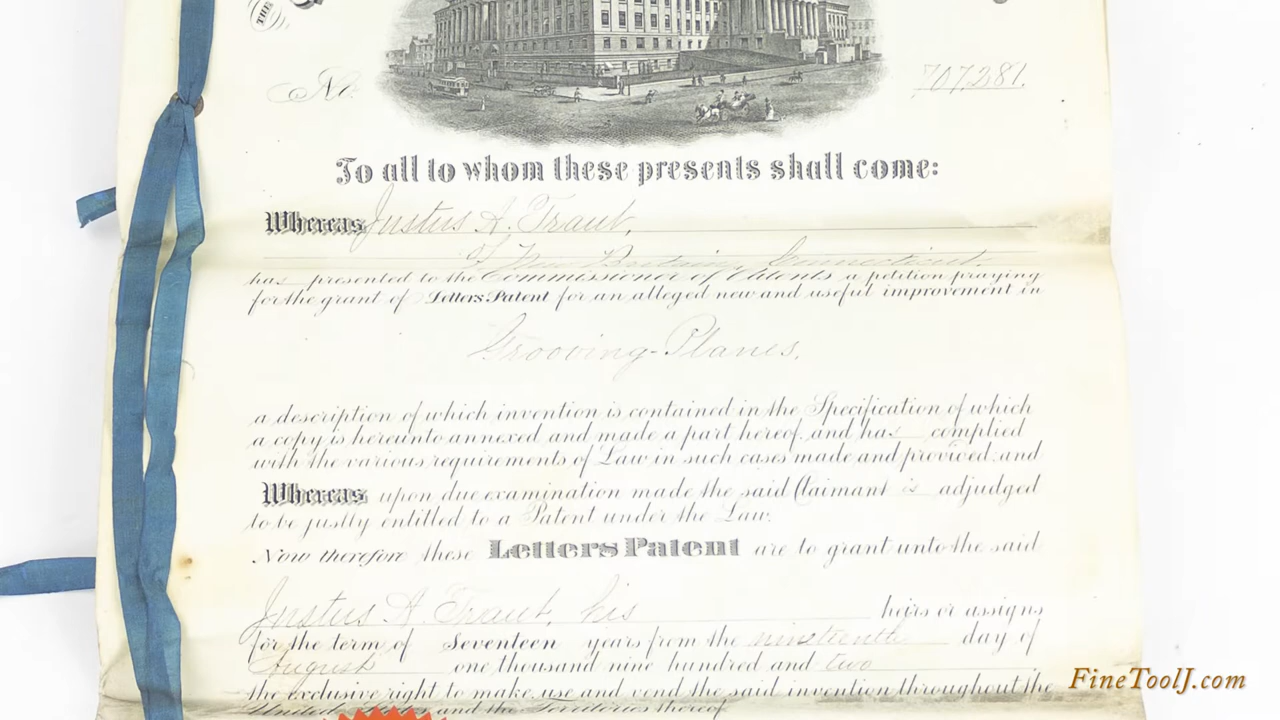 THE
No. 707,281.
To all to whom these presents shall come:
Whereas Justus A. Traut,
of New Britain, Connecticut,
has presented to the Commissioner of Patents a petition praying
for the grant of Letters Patent for an alleged new and useful improvement in
Grooving-Planes,
a description of which invention is contained in the Specification of which
a copy is hereunto annexed and made a part hereof, and has complied
with the various requirements of Law in such cases made and provided; and
Whereas upon due examination made the said Claimant is adjudged
to be justly entitled to a Patent under the Law.
Now therefore these Letters Patent are to grant unto the said
Justus A. Traut, his heirs or assigns
for the term of Seventeen years from the nineteenth day of
August one thousand nine hundred and two
the exclusive right to make, use and vend the said invention throughout the
United States and the Territories thereof
FineToolJ.com